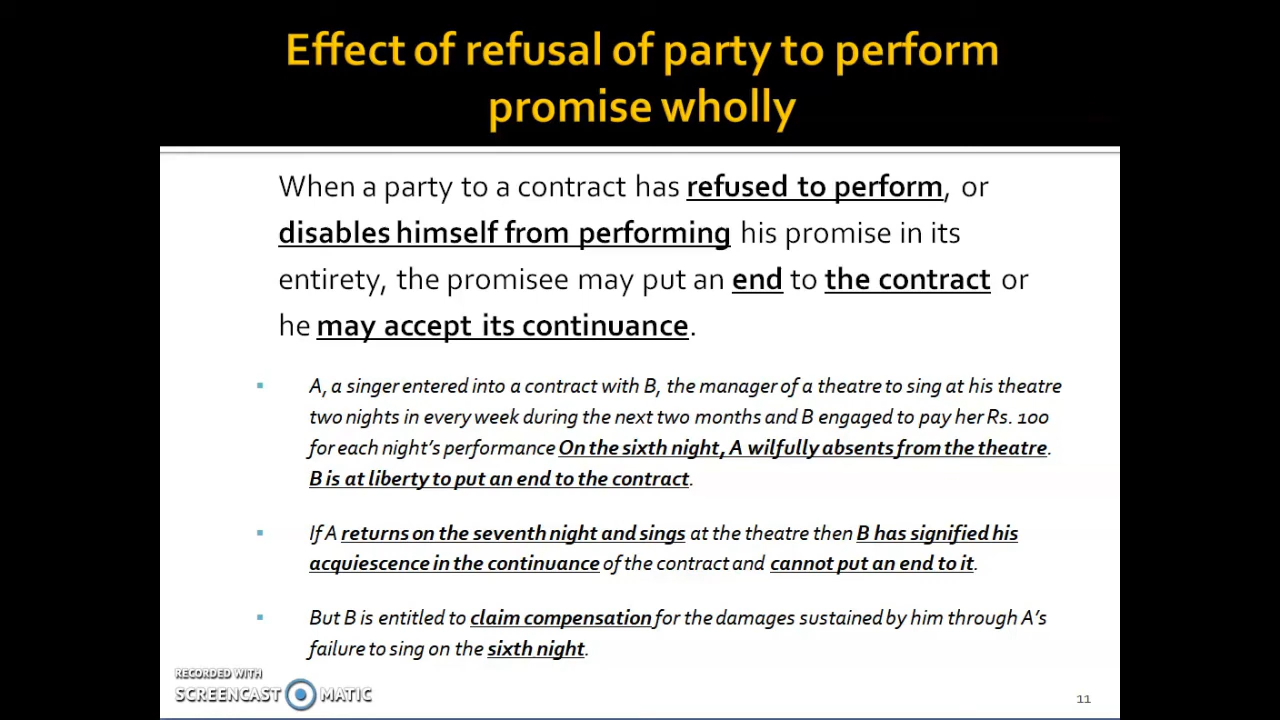 Effect of refusal of party to perform
promise wholly
When a party to a contract has refused to perform, or
disables himself from performing his promise in its
entirety, the promisee may put an end to the contract or
he may accept its continuance.
A, a singer entered into a contract with B, the manager of a theatre to sing at his theatre
two nights in every week during the next two months and B engaged to pay her Rs. 100
for each night's performance On the sixth night, A wilfully absents from the theatre.
B is at liberty to put an end to the contract.
If A returns on the seventh night and sings at the theatre then B has signified his
acquiescence in the continuance of the contract and cannot put an end to it.
But B is entitled to claim compensation for the damages sustained by him through A's
failure to sing on the sixth night.
RECORDED WITH
SCREENCAST MATIC
11